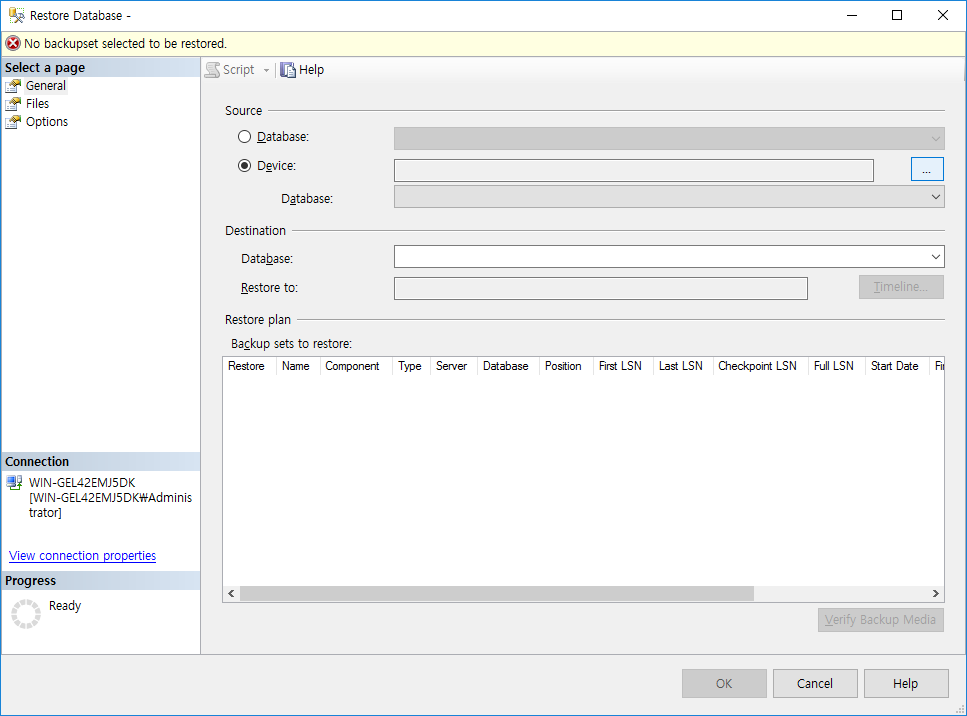 Restore Database -
No backupset selected to be restored.
Select a page
General
Files
Options
Script
Help
Source
Database:
Device:
...
Database:
Destination
Database:
Restore to:
Timeline...
Restore plan
Backup sets to restore:
Restore Name Component Type Server Database Position First LSN Last LSN Checkpoint LSN Full LSN Start Date Fi
Connection
WIN-GEL42EMJ5DK
[WIN-GEL42EMJ5DK₩Adminis
trator]
View connection properties
Progress
Ready
Verify Backup Media
OK
Cancel
Help